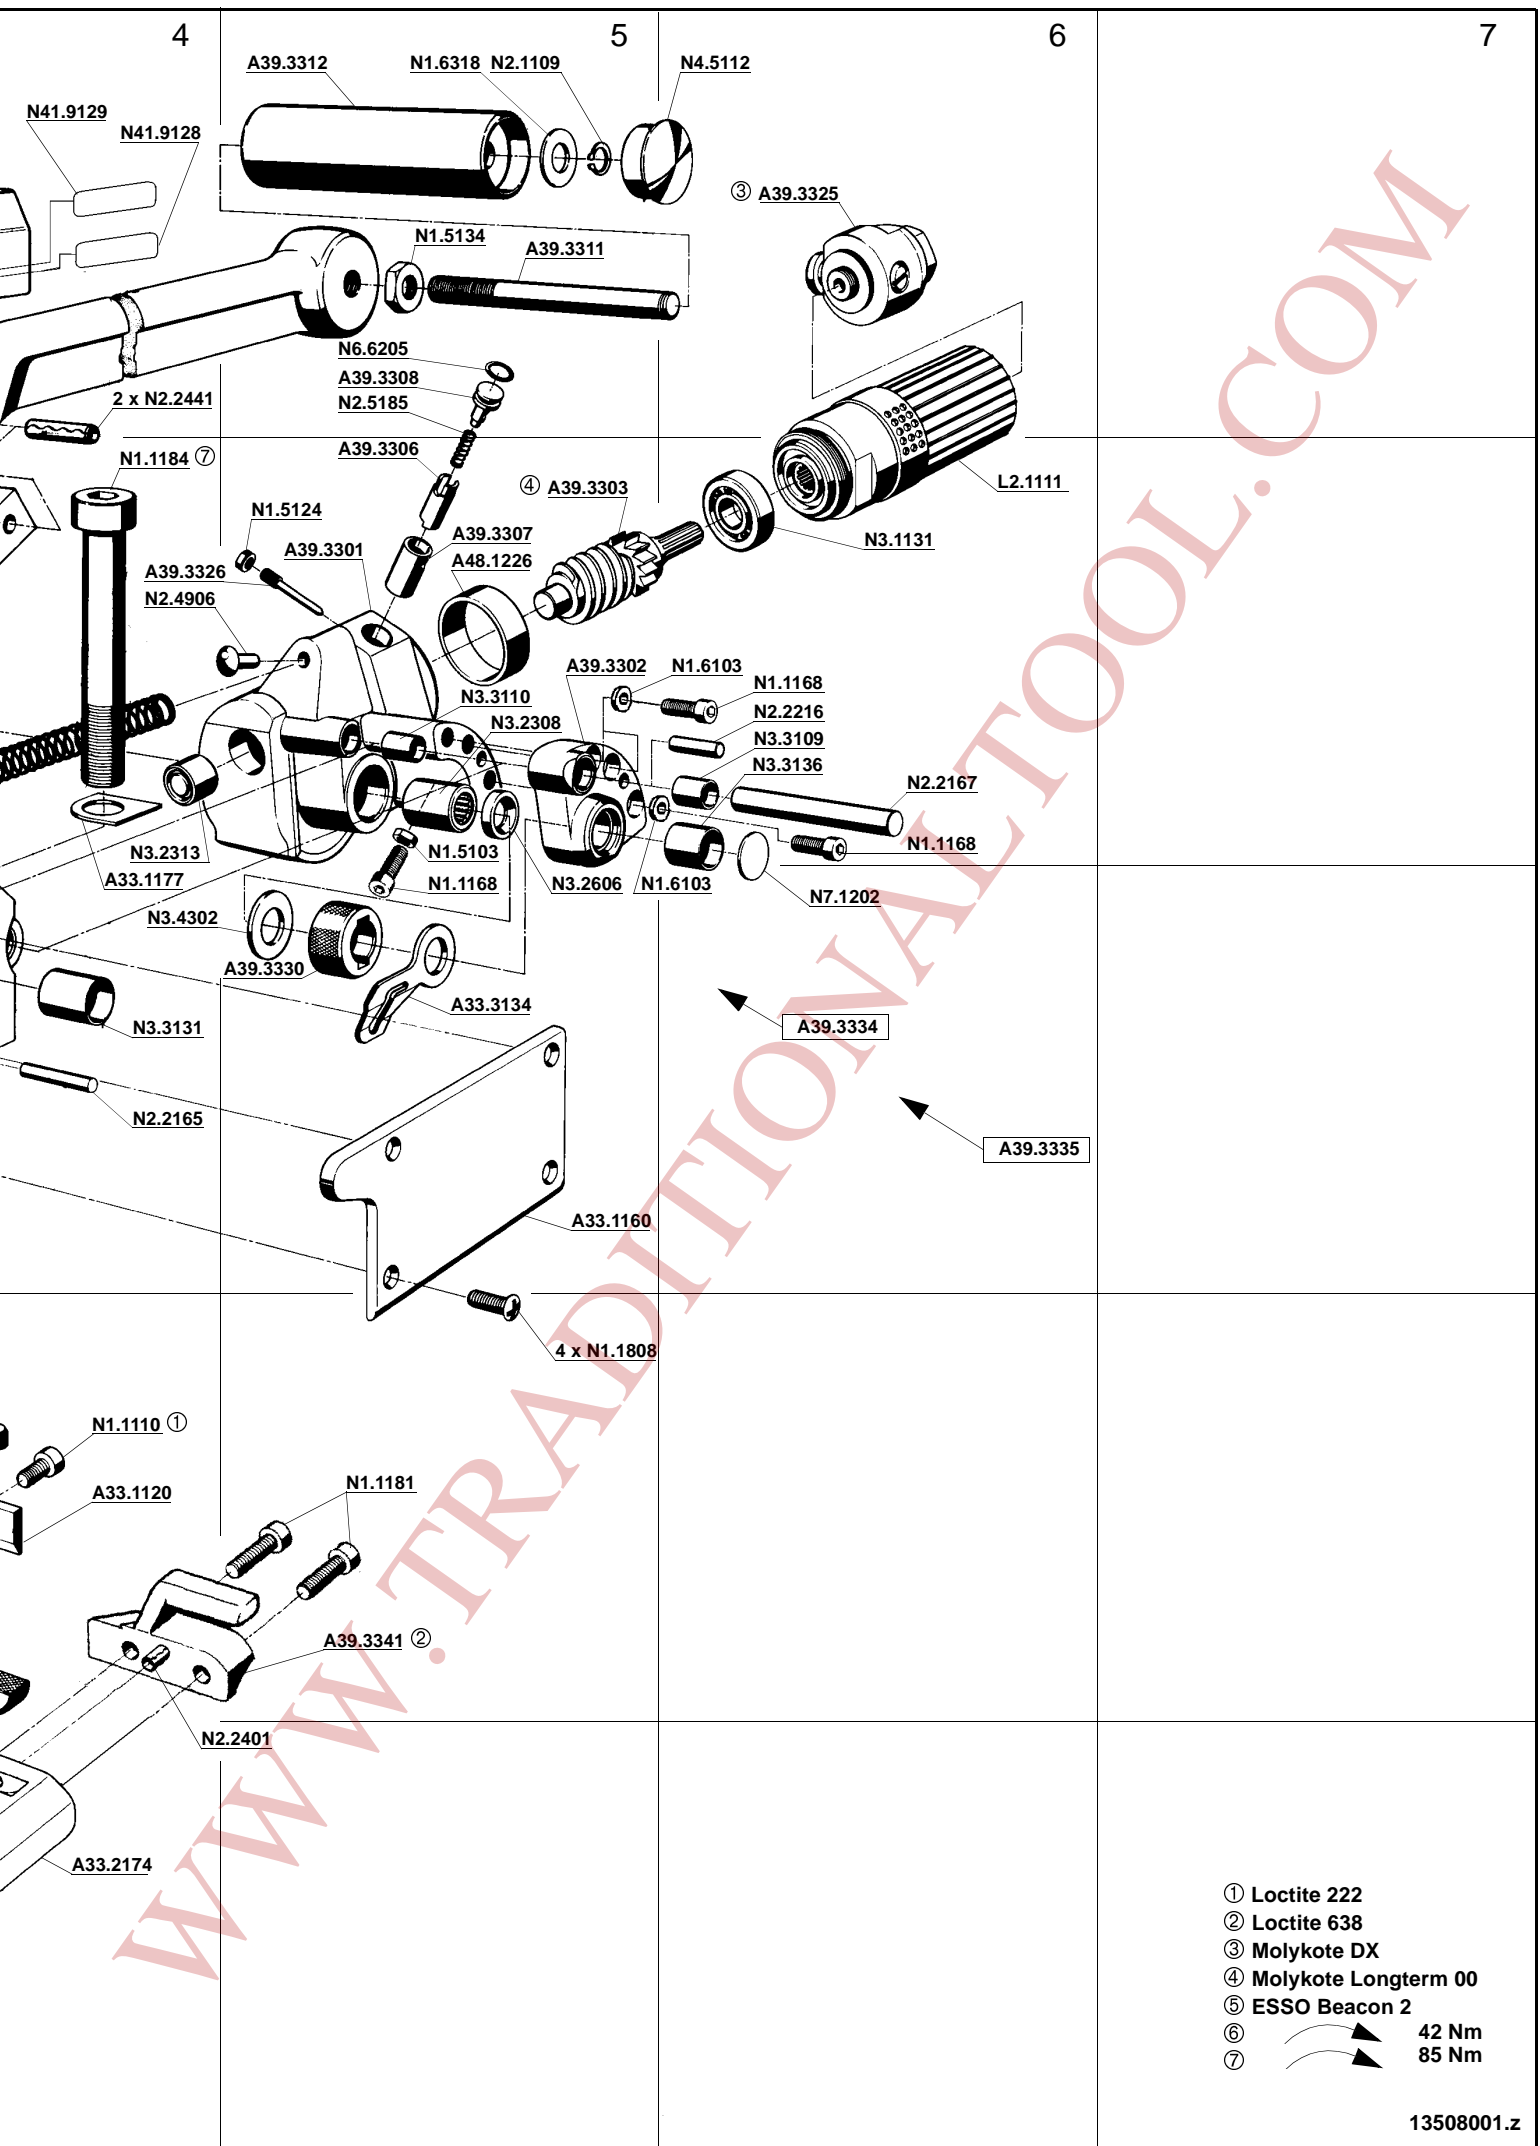 4 5 6 7
A39.3312 N1.6318 N2.1109 N4.5112
N41.9129
N41.9128
③ A39.3325
N1.5134
A39.3311
N6.6205
A39.3308
2 x N2.2441
N2.5185
A39.3306
N1.1184 ⑦
④ A39.3303
L2.1111
N1.5124
A39.3307
N3.1131
A39.3301
A48.1226
A39.3326
N2.4906
A39.3302 N1.6103
N1.1168
N3.3110
N2.2216
N3.2308
N3.3109
N3.3136
N2.2167
N3.2313
N1.5103
N1.1168
A33.1177
N1.1168
N3.2606
N1.6103
N7.1202
N3.4302
A39.3330
A33.3134
N3.3131
A39.3334
N2.2165
A39.3335
A33.1160
4 x N1.1808
N1.1110 ①
A33.1120
N1.1181
A39.3341 ②
N2.2401
A33.2174
WWW.TRADITIONALTOOL.COM
① Loctite 222
② Loctite 638
③ Molykote DX
④ Molykote Longterm 00
⑤ ESSO Beacon 2
⑥ 42 Nm
⑦ 85 Nm
13508001.z